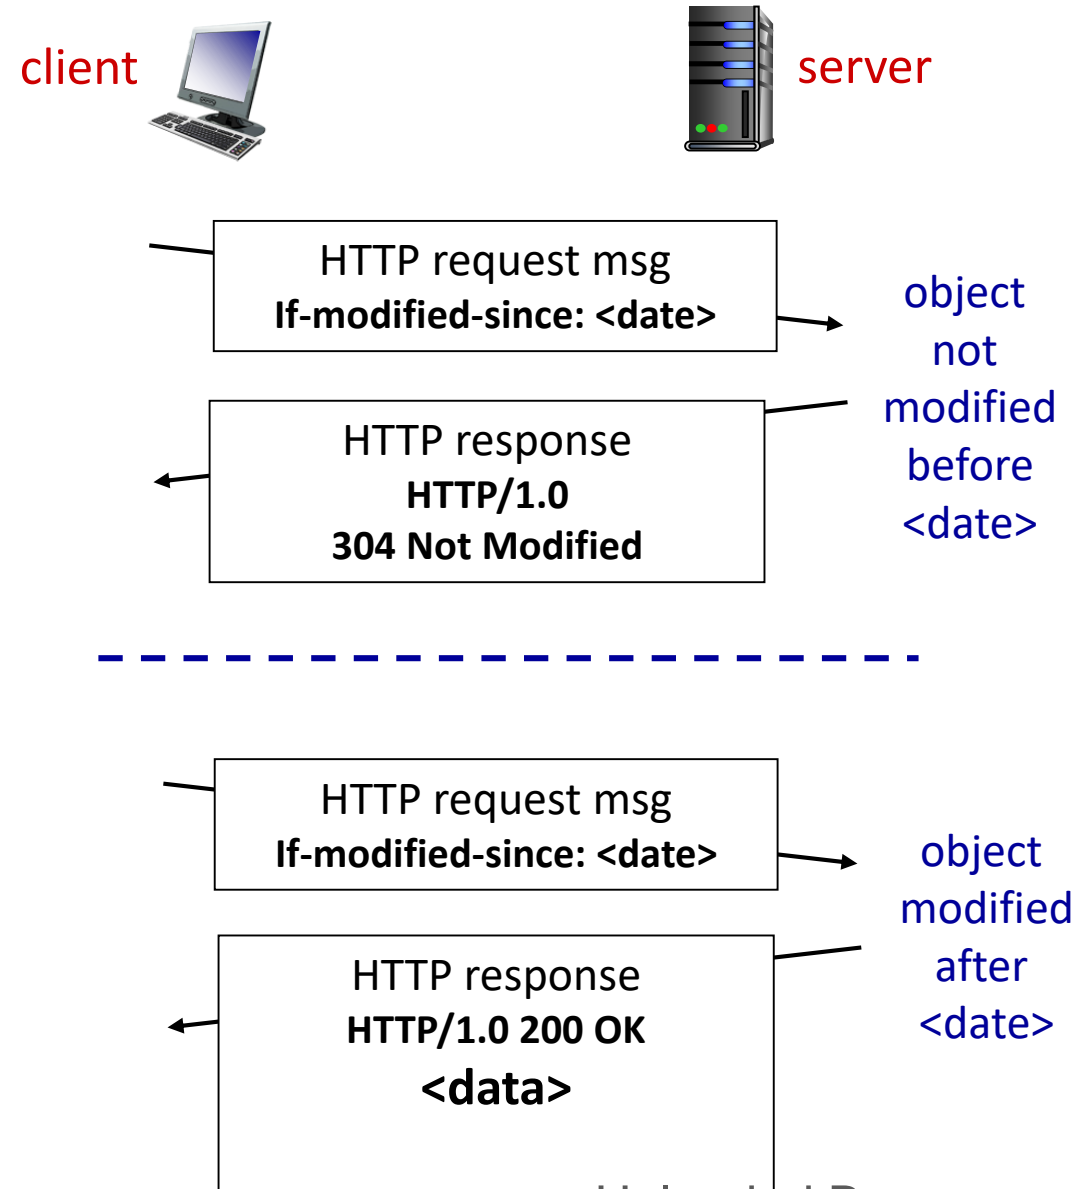 client
server
HTTP request msg
If-modified-since: <date>
object
not
modified
before
<date>
HTTP response
HTTP/1.0
304 Not Modified
HTTP request msg
If-modified-since: <date>
object
modified
after
<date>
HTTP response
HTTP/1.0 200 OK
<data>